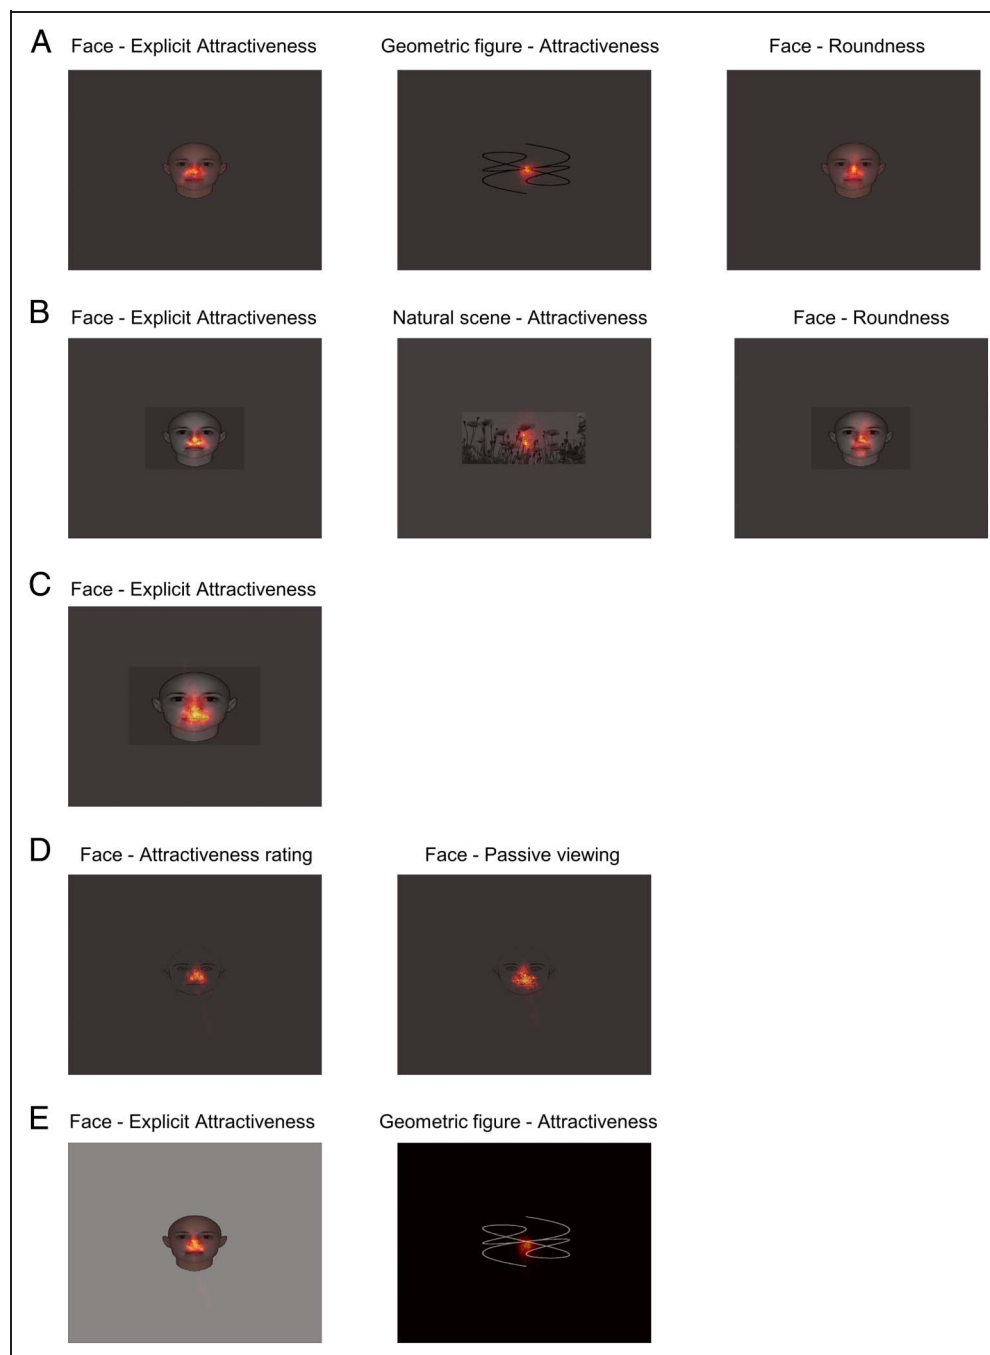 A Face - Explicit Attractiveness Geometric figure - Attractiveness Face - Roundness
B Face - Explicit Attractiveness Natural scene - Attractiveness Face - Roundness
C Face - Explicit Attractiveness
D Face - Attractiveness rating Face - Passive viewing
E Face - Explicit Attractiveness Geometric figure - Attractiveness